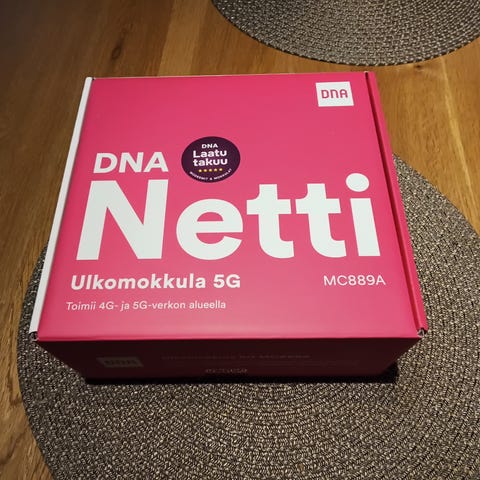 DNA
DNA
Laatu
takuu
DNA
Netti
Ulkomokkula 5G
MC889A
Toimii 4G- ja 5G-verkon alueella
DNA